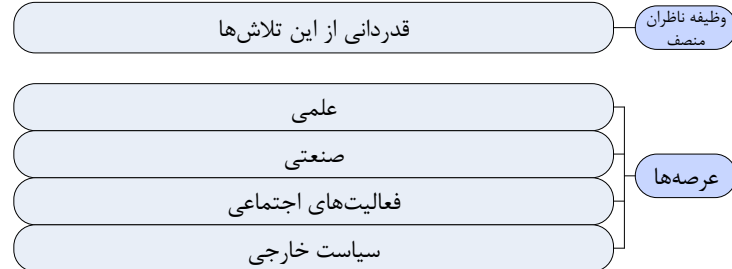 وظیفه ناظران
منصف
قدردانی از این تلاش‌ها
عرصه‌ها
علمی
صنعتی
فعالیت‌های اجتماعی
سیاست خارجی